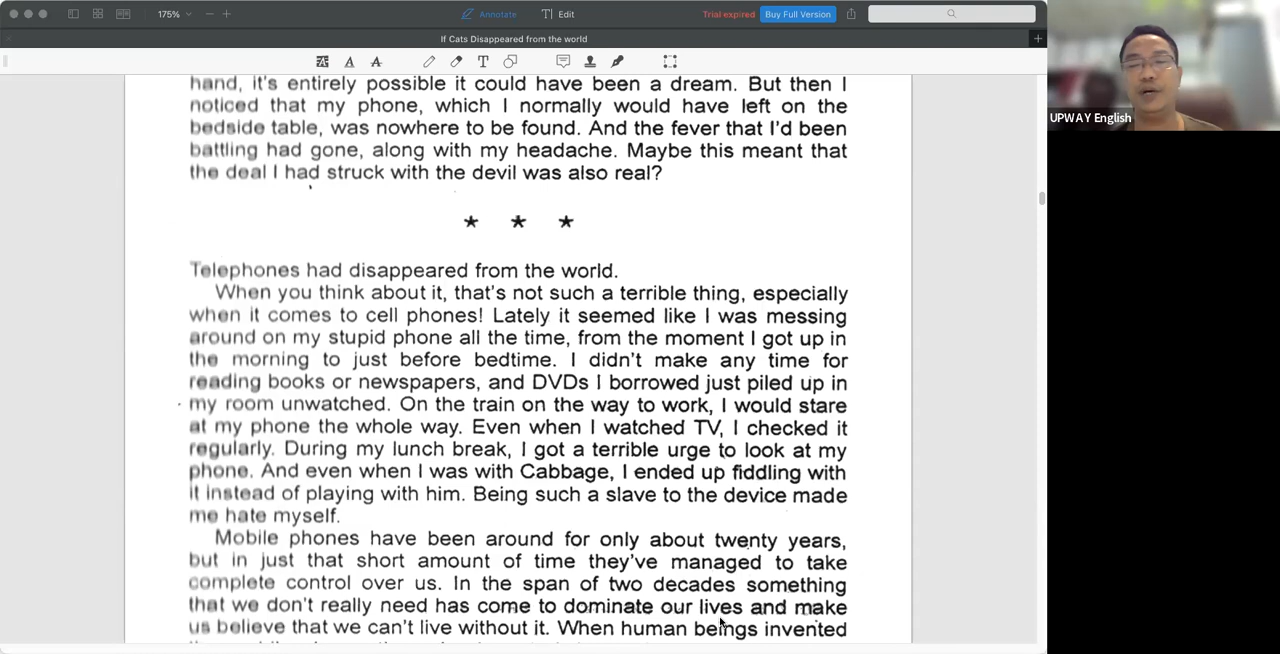 175%
Annotate
Edit
Trial expired
Buy Full Version
If Cats Disappeared from the world
hand, it's entirely possible it could have been a dream. But then I
noticed that my phone, which I normally would have left on the
bedside table, was nowhere to be found. And the fever that I'd been
battling had gone, along with my headache. Maybe this meant that
the deal I had struck with the devil was also real?
* * *
Telephones had disappeared from the world.
When you think about it, that's not such a terrible thing, especially
when it comes to cell phones! Lately it seemed like I was messing
around on my stupid phone all the time, from the moment I got up in
the morning to just before bedtime. I didn't make any time for
reading books or newspapers, and DVDs I borrowed just piled up in
my room unwatched. On the train on the way to work, I would stare
at my phone the whole way. Even when I watched TV, I checked it
regularly. During my lunch break, I got a terrible urge to look at my
phone. And even when I was with Cabbage, I ended up fiddling with
it instead of playing with him. Being such a slave to the device made
me hate myself.
Mobile phones have been around for only about twenty years,
but in just that short amount of time they've managed to take
complete control over us. In the span of two decades something
that we don't really need has come to dominate our lives and make
us believe that we can't live without it. When human beings invented
UPWAY English